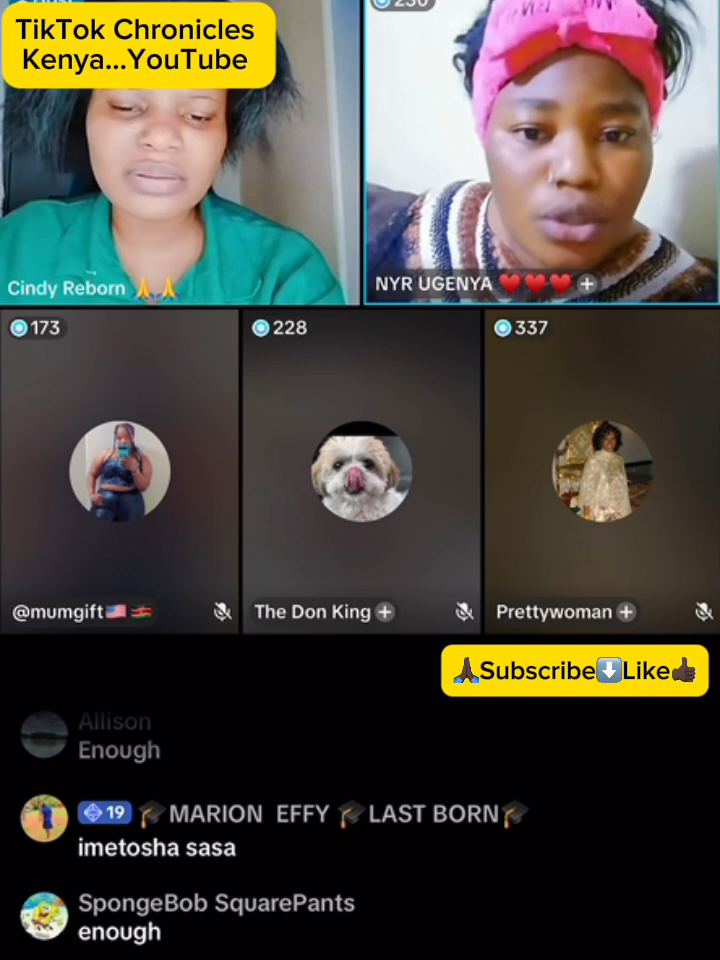 TikTok Chronicles
Kenya...YouTube
230
Cindy Reborn 🙏🙏
NYR UGENYA ❤️❤️❤️ +
173
228
337
@mumgift🇺🇸 🇰🇪
The Don King +
Prettywoman +
🙏🏿Subscribe⬇️Like👍🏿
Allison
Enough
19 🎓MARION EFFY 🎓LAST BORN🎓
imetosha sasa
SpongeBob SquarePants
enough